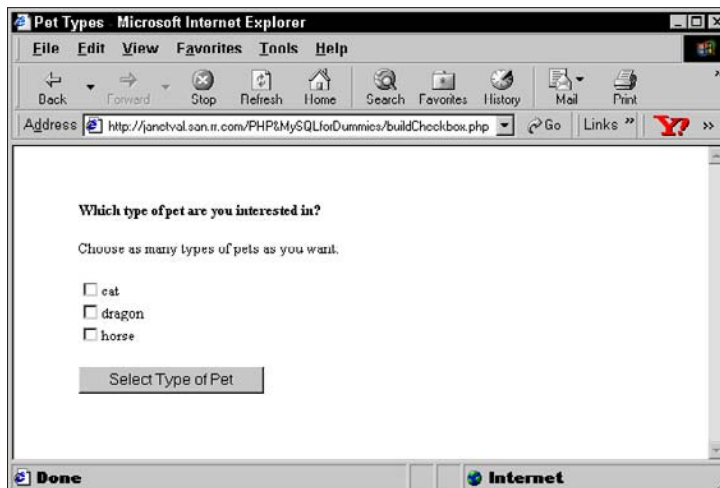 Pet Types - Microsoft Internet Explorer
File Edit View Favorites Tools Help
Back Forward Stop Refresh Home Search Favorites History Mail Print
Address http://janetval.san.rr.com/PHP&MySQLforDummies/buildCheckbox.php Go Links » Y! »
Which type of pet are you interested in?
Choose as many types of pets as you want.
cat
dragon
horse
Select Type of Pet
Done Internet